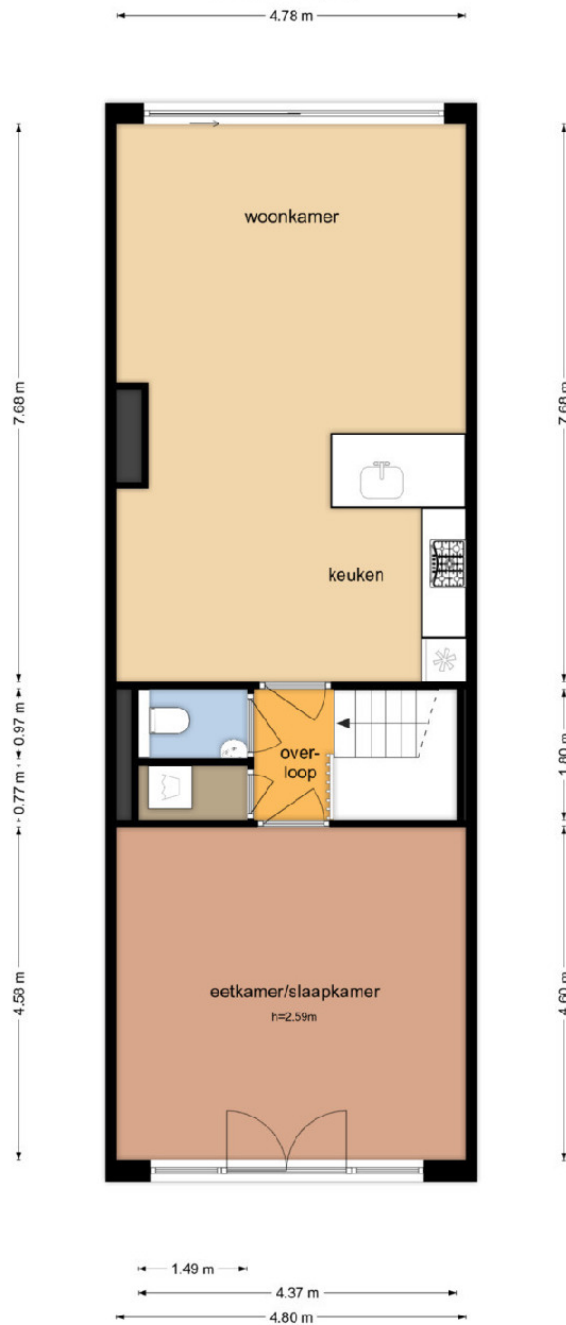 4.78 m
woonkamer
7.68 m
7.68 m
keuken
0.97 m
over-
loop
1.80 m
0.77 m
eetkamer/slaapkamer
h=2.59m
4.58 m
4.60 m
1.49 m
4.37 m
4.80 m